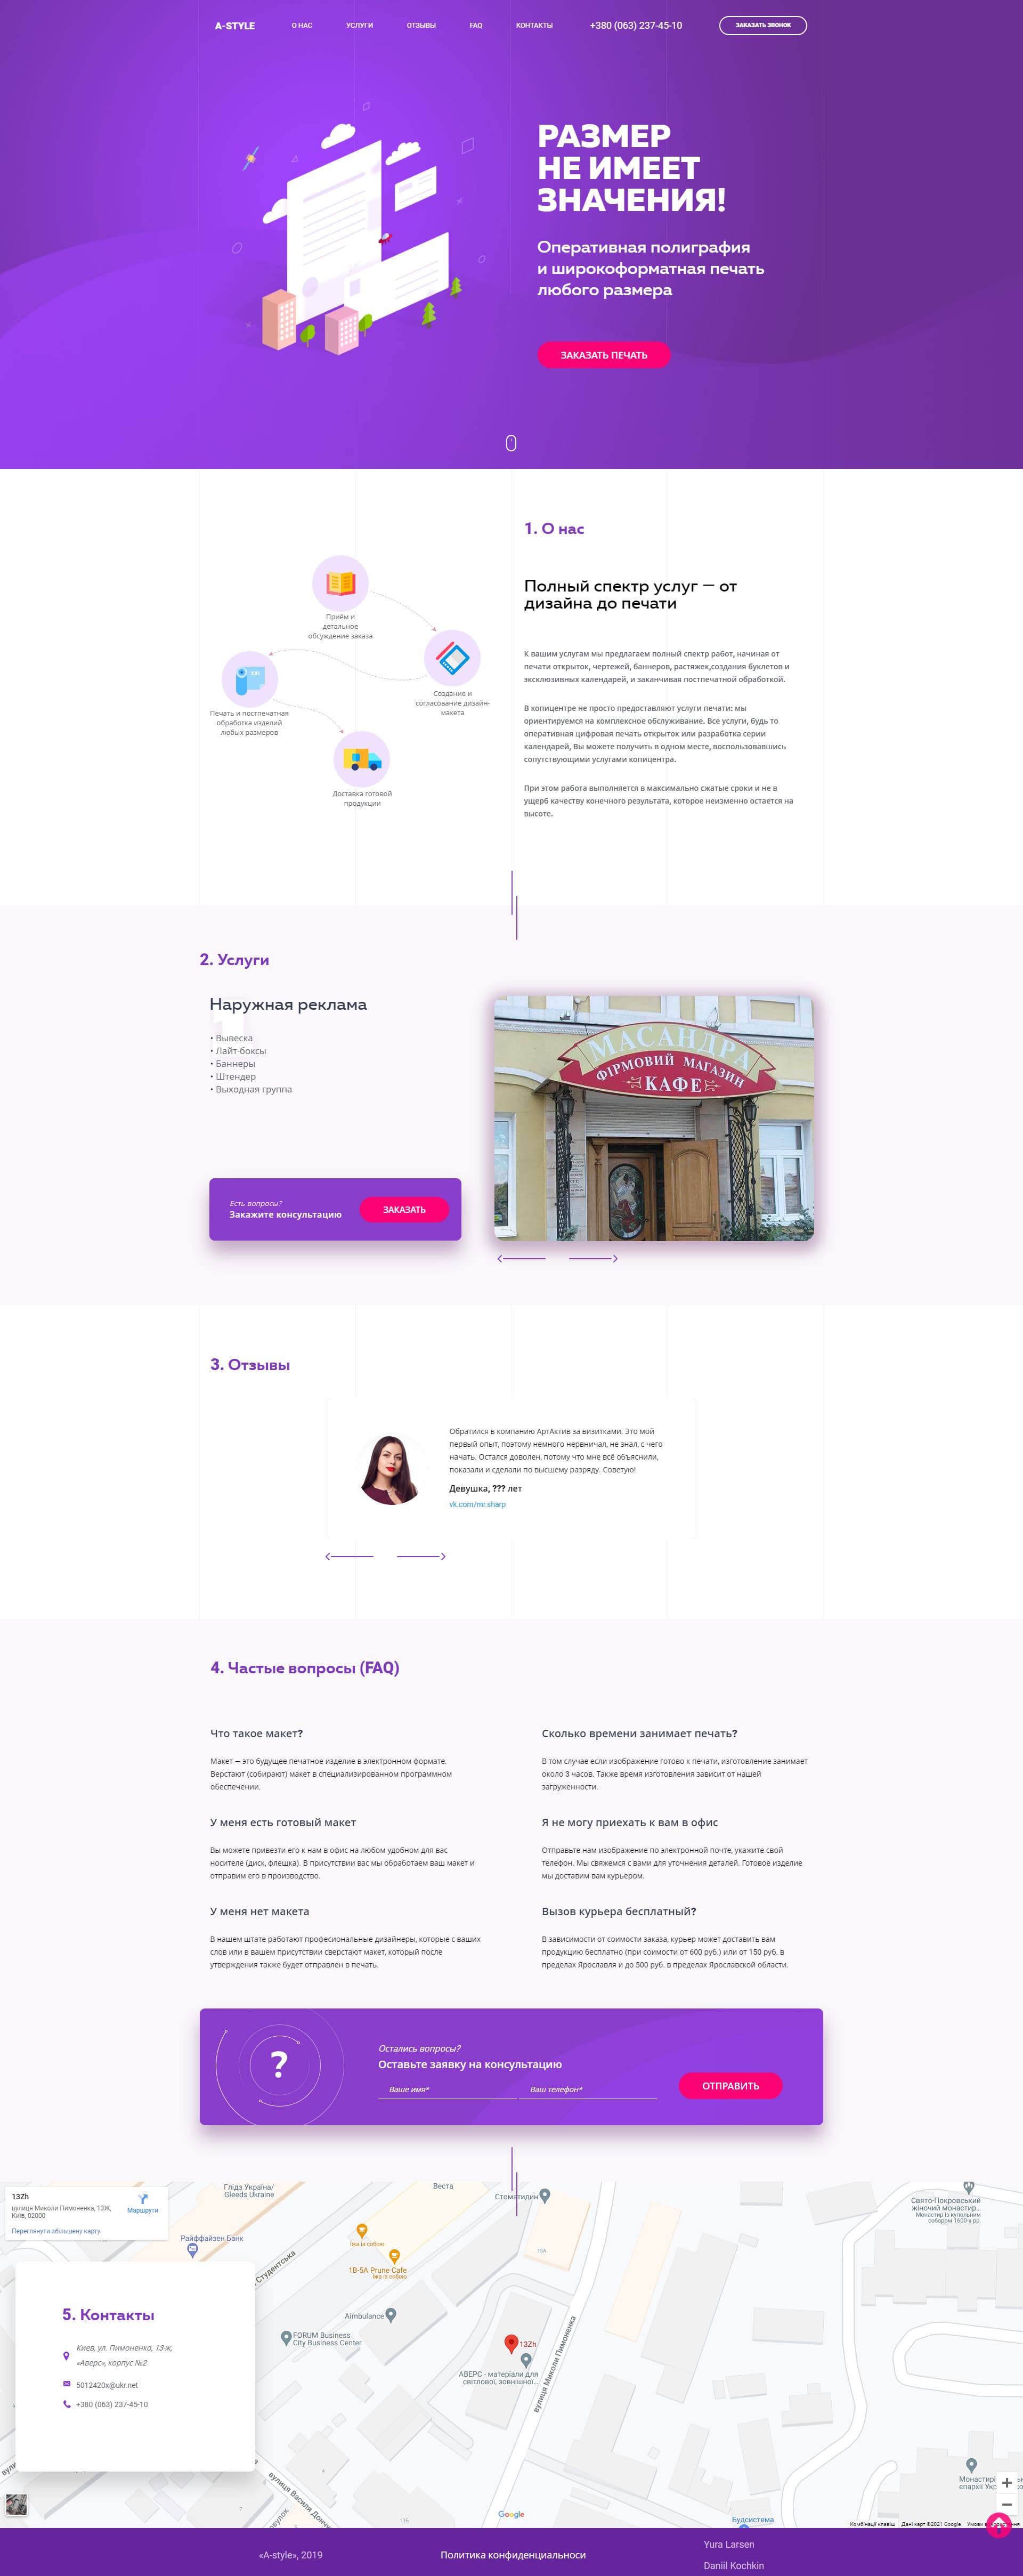 A-STYLE
О НАС
УСЛУГИ
ОТЗЫВЫ
FAQ
КОНТАКТЫ
+380 (063) 237-45-10
ЗАКАЗАТЬ ЗВОНОК
РАЗМЕР
НЕ ИМЕЕТ
ЗНАЧЕНИЯ!
Оперативная полиграфия
и широкоформатная печать
любого размера
ЗАКАЗАТЬ ПЕЧАТЬ
1. О нас
Приём и
детальное
обсуждение заказа
Создание и
согласование дизайн-
макета
XXL
Печать и постпечатная
обработка изделий
любых размеров
Доставка готовой
продукции
Полный спектр услуг — от
дизайна до печати
К вашим услугам мы предлагаем полный спектр работ, начиная от
печати открыток, чертежей, баннеров, растяжек,создания буклетов и
эксклюзивных календарей, и заканчивая постпечатной обработкой.
В копицентре не просто предоставляют услуги печати: мы
ориентируемся на комплексное обслуживание. Все услуги, будь то
оперативная цифровая печать открыток или разработка серии
календарей, Вы можете получить в одном месте, воспользовавшись
сопутствующими услугами копицентра.
При этом работа выполняется в максимально сжатые сроки и не в
ущерб качеству конечного результата, которое неизменно остается на
высоте.
2. Услуги
Наружная реклама
1
• Вывеска
• Лайт-боксы
• Баннеры
• Штендер
• Выходная группа
Есть вопросы?
Закажите консультацию
ЗАКАЗАТЬ
МАСАНДРА
ФІРМОВИЙ МАГАЗИН
КАФЕ
3. Отзывы
Обратился в компанию АртАктив за визитками. Это мой
первый опыт, поэтому немного нервничал, не знал, с чего
начать. Остался доволен, потому что мне всё объяснили,
показали и сделали по высшему разряду. Советую!
Девушка, ??? лет
vk.com/mr.sharp
4. Частые вопросы (FAQ)
Что такое макет?
Макет — это будущее печатное изделие в электронном формате.
Верстают (собирают) макет в специализированном программном
обеспечении.
У меня есть готовый макет
Вы можете привезти его к нам в офис на любом удобном для вас
носителе (диск, флешка). В присутствии вас мы обработаем ваш макет и
отправим его в производство.
У меня нет макета
В нашем штате работают профессиональные дизайнеры, которые с ваших
слов или в вашем присутствии сверстают макет, который после
утверждения также будет отправлен в печать.
Сколько времени занимает печать?
В том случае если изображение готово к печати, изготовление занимает
около 3 часов. Также время изготовления зависит от нашей
загруженности.
Я не могу приехать к вам в офис
Отправьте нам изображение по электронной почте, укажите свой
телефон. Мы свяжемся с вами для уточнения деталей. Готовое изделие
мы доставим вам курьером.
Вызов курьера бесплатный?
В зависимости от соимости заказа, курьер может доставить вам
продукцию бесплатно (при соимости от 600 руб.) или от 150 руб. в
пределах Ярославля и до 500 руб. в пределах Ярославской области.
?
Остались вопросы?
Оставьте заявку на консультацию
Ваше имя*
Ваш телефон*
ОТПРАВИТЬ
13Zh
вулиця Миколи Пимоненка, 13Ж,
Київ, 02000
Маршрути
Переглянути збільшену карту
Глідз Україна/
Gleeds Ukraine
Веста
Стоматидин
Свято-Покровський
жіночий монастир...
Монастир із купольним
собором 1600-х рр.
Райффайзен Банк
Їжа із собою
1B-5A Prune Cafe
Їжа із собою
15А
Студентська
Aimbulance
FORUM Business
City Business Center
13Zh
АВЕРС - матеріали для
світлової, зовнішної...
вулиця Миколи Пимоненка
5. Контакты
Киев, ул. Пимоненко, 13-ж,
«Аверс», корпус №2
5012420x@ukr.net
+380 (063) 237-45-10
Google
Будсистема
Комбінації клавіш
Дані карт ©2021 Google
«A-style», 2019
Политика конфиденциальноси
Yura Larsen
Daniil Kochkin